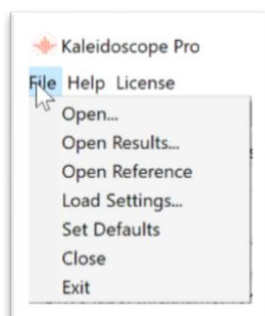 Kaleidoscope Pro
File Help License
Open...
Open Results...
Open Reference
Load Settings...
Set Defaults
Close
Exit